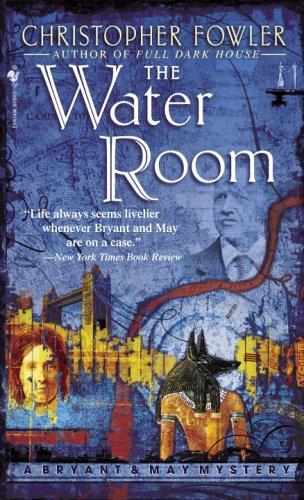 CHRISTOPHER FOWLER
AUTHOR OF FULL DARK HOUSE
THE
Water
Room
"Life always seems livelier
whenever Bryant and May
are on a case."
—New York Times Book Review
A BRYANT & MAY MYSTERY